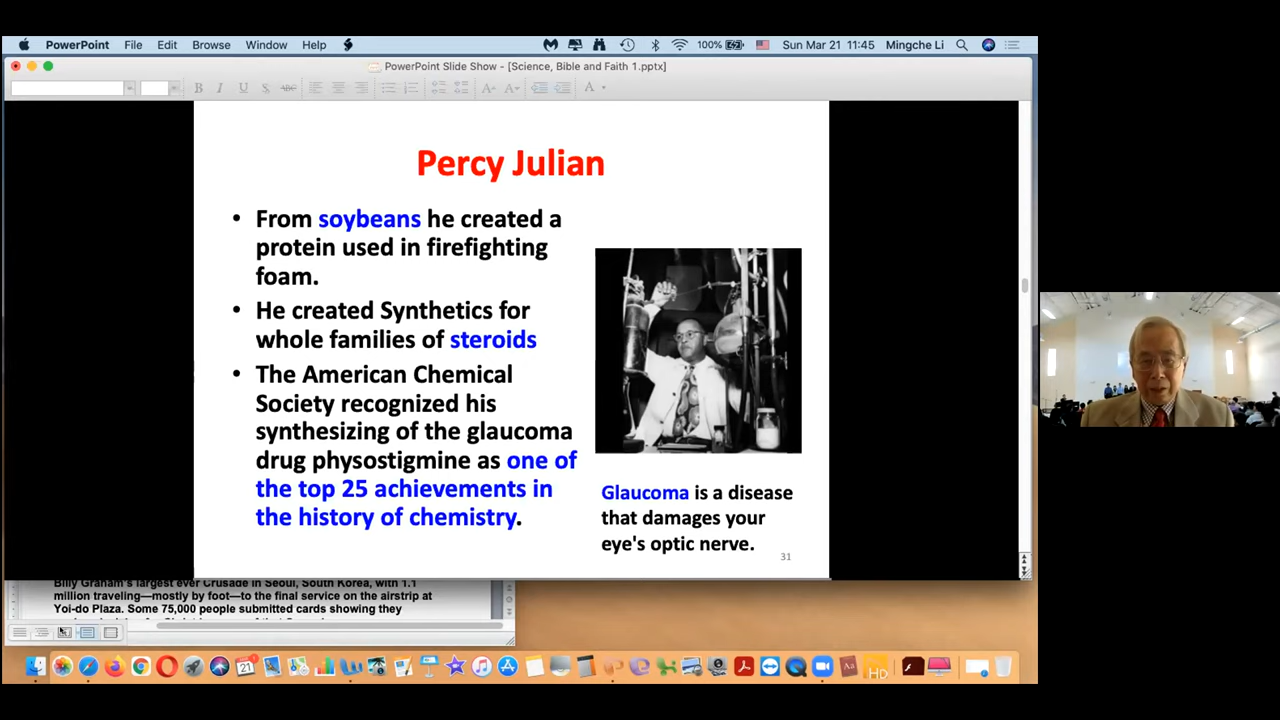 PowerPoint File Edit Browse Window Help 100% Sun Mar 21 11:45 Mingche Li
PowerPoint Slide Show - [Science, Bible and Faith 1.pptx]
B I U S ABC A A A
Percy Julian
• From soybeans he created a
protein used in firefighting
foam.
• He created Synthetics for
whole families of steroids
• The American Chemical
Society recognized his
synthesizing of the glaucoma
drug physostigmine as one of
the top 25 achievements in
the history of chemistry.
Glaucoma is a disease
that damages your
eye's optic nerve.
31
Billy Graham's largest ever Crusade in Seoul, South Korea, with 1.1
million traveling—mostly by foot—to the final service on the airstrip at
Yoi-do Plaza. Some 75,000 people submitted cards showing they
21
Aa
HD